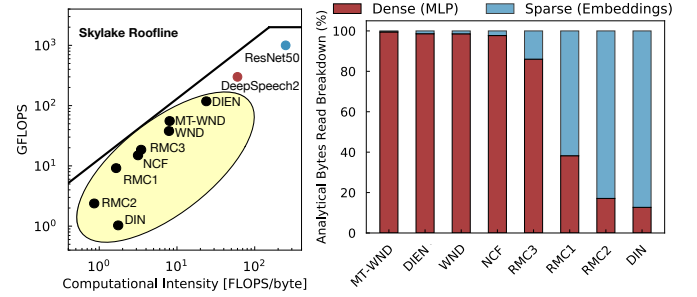 Skylake Roofline
GFLOPS
10³
10²
10¹
10⁰
ResNet50
DeepSpeech2
DIEN
MT-WND
WND
RMC3
NCF
RMC1
RMC2
DIN
10⁰ 10¹ 10²
Computational Intensity [FLOPS/byte]
Dense (MLP) Sparse (Embeddings)
Analytical Bytes Read Breakdown (%)
100
80
60
40
20
0
MT-WND DIEN WND NCF RMC3 RMC1 RMC2 DIN